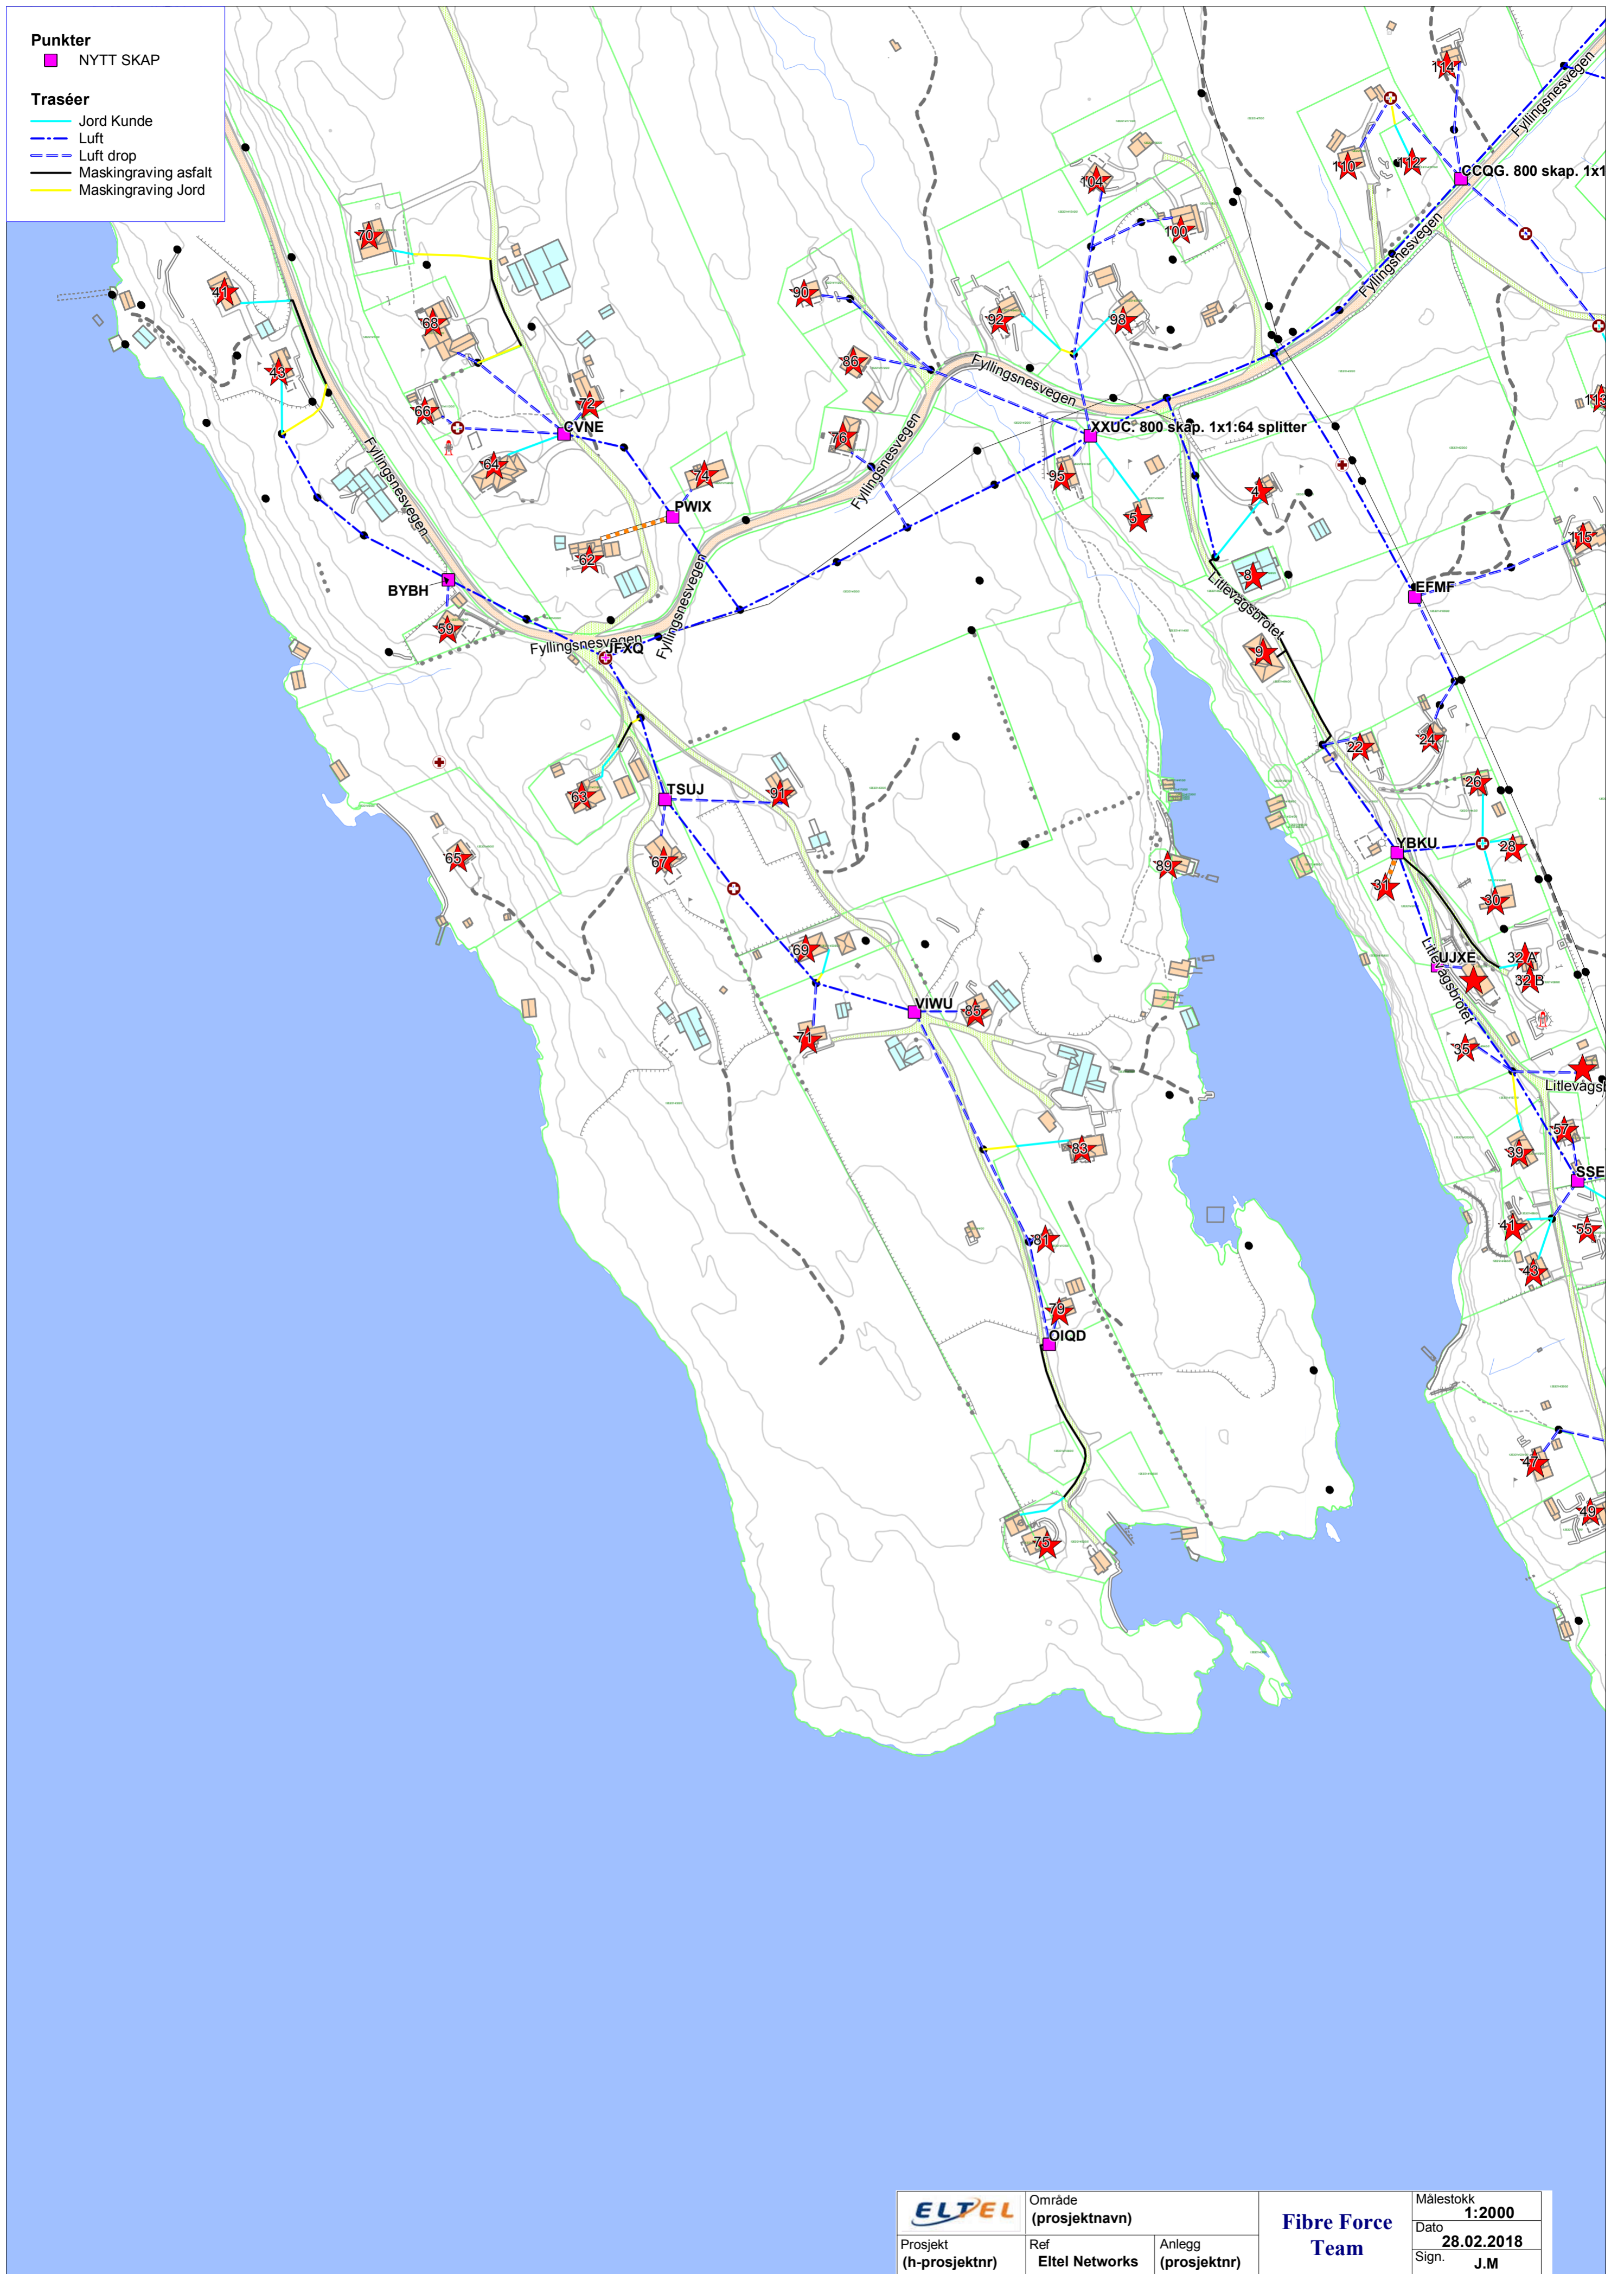 Punkter
NYTT SKAP
Traséer
Jord Kunde
Luft
Luft drop
Maskingraving asfalt
Maskingraving Jord
Fyllingsnesvegen
114
110
112
CCQG. 800 skap. 1x1
104
100
Fyllingsnesvegen
70
41
90
92
98
68
86
Fyllingsnesvegen
43
66
72
113
CVNE
76
XXUC. 800 skap. 1x1:64 splitter
Fyllingsnesvegen
64
74
95
4
Fyllingsnesvegen
PWIX
5
115
62
8
BYBH
EFMF
Litlevågsbrotet
Fyllingsnesvegen
59
Fyllingsnesvegen
JFXQ
9
22
24
26
63
TSUJ
91
YBKU
28
65
67
89
31
30
69
32 A
UJXE
32 B
Litlevågsbrotet
VIWU
85
71
35
Litlevågsb
83
57
39
SSE
81
41
55
43
79
OIQD
47
49
75
ELTEL
Område
(prosjektnavn)
Fibre Force
Team
Målestokk
1:2000
Dato
28.02.2018
Prosjekt
(h-prosjektnr)
Ref
Eltel Networks
Anlegg
(prosjektnr)
Sign.
J.M